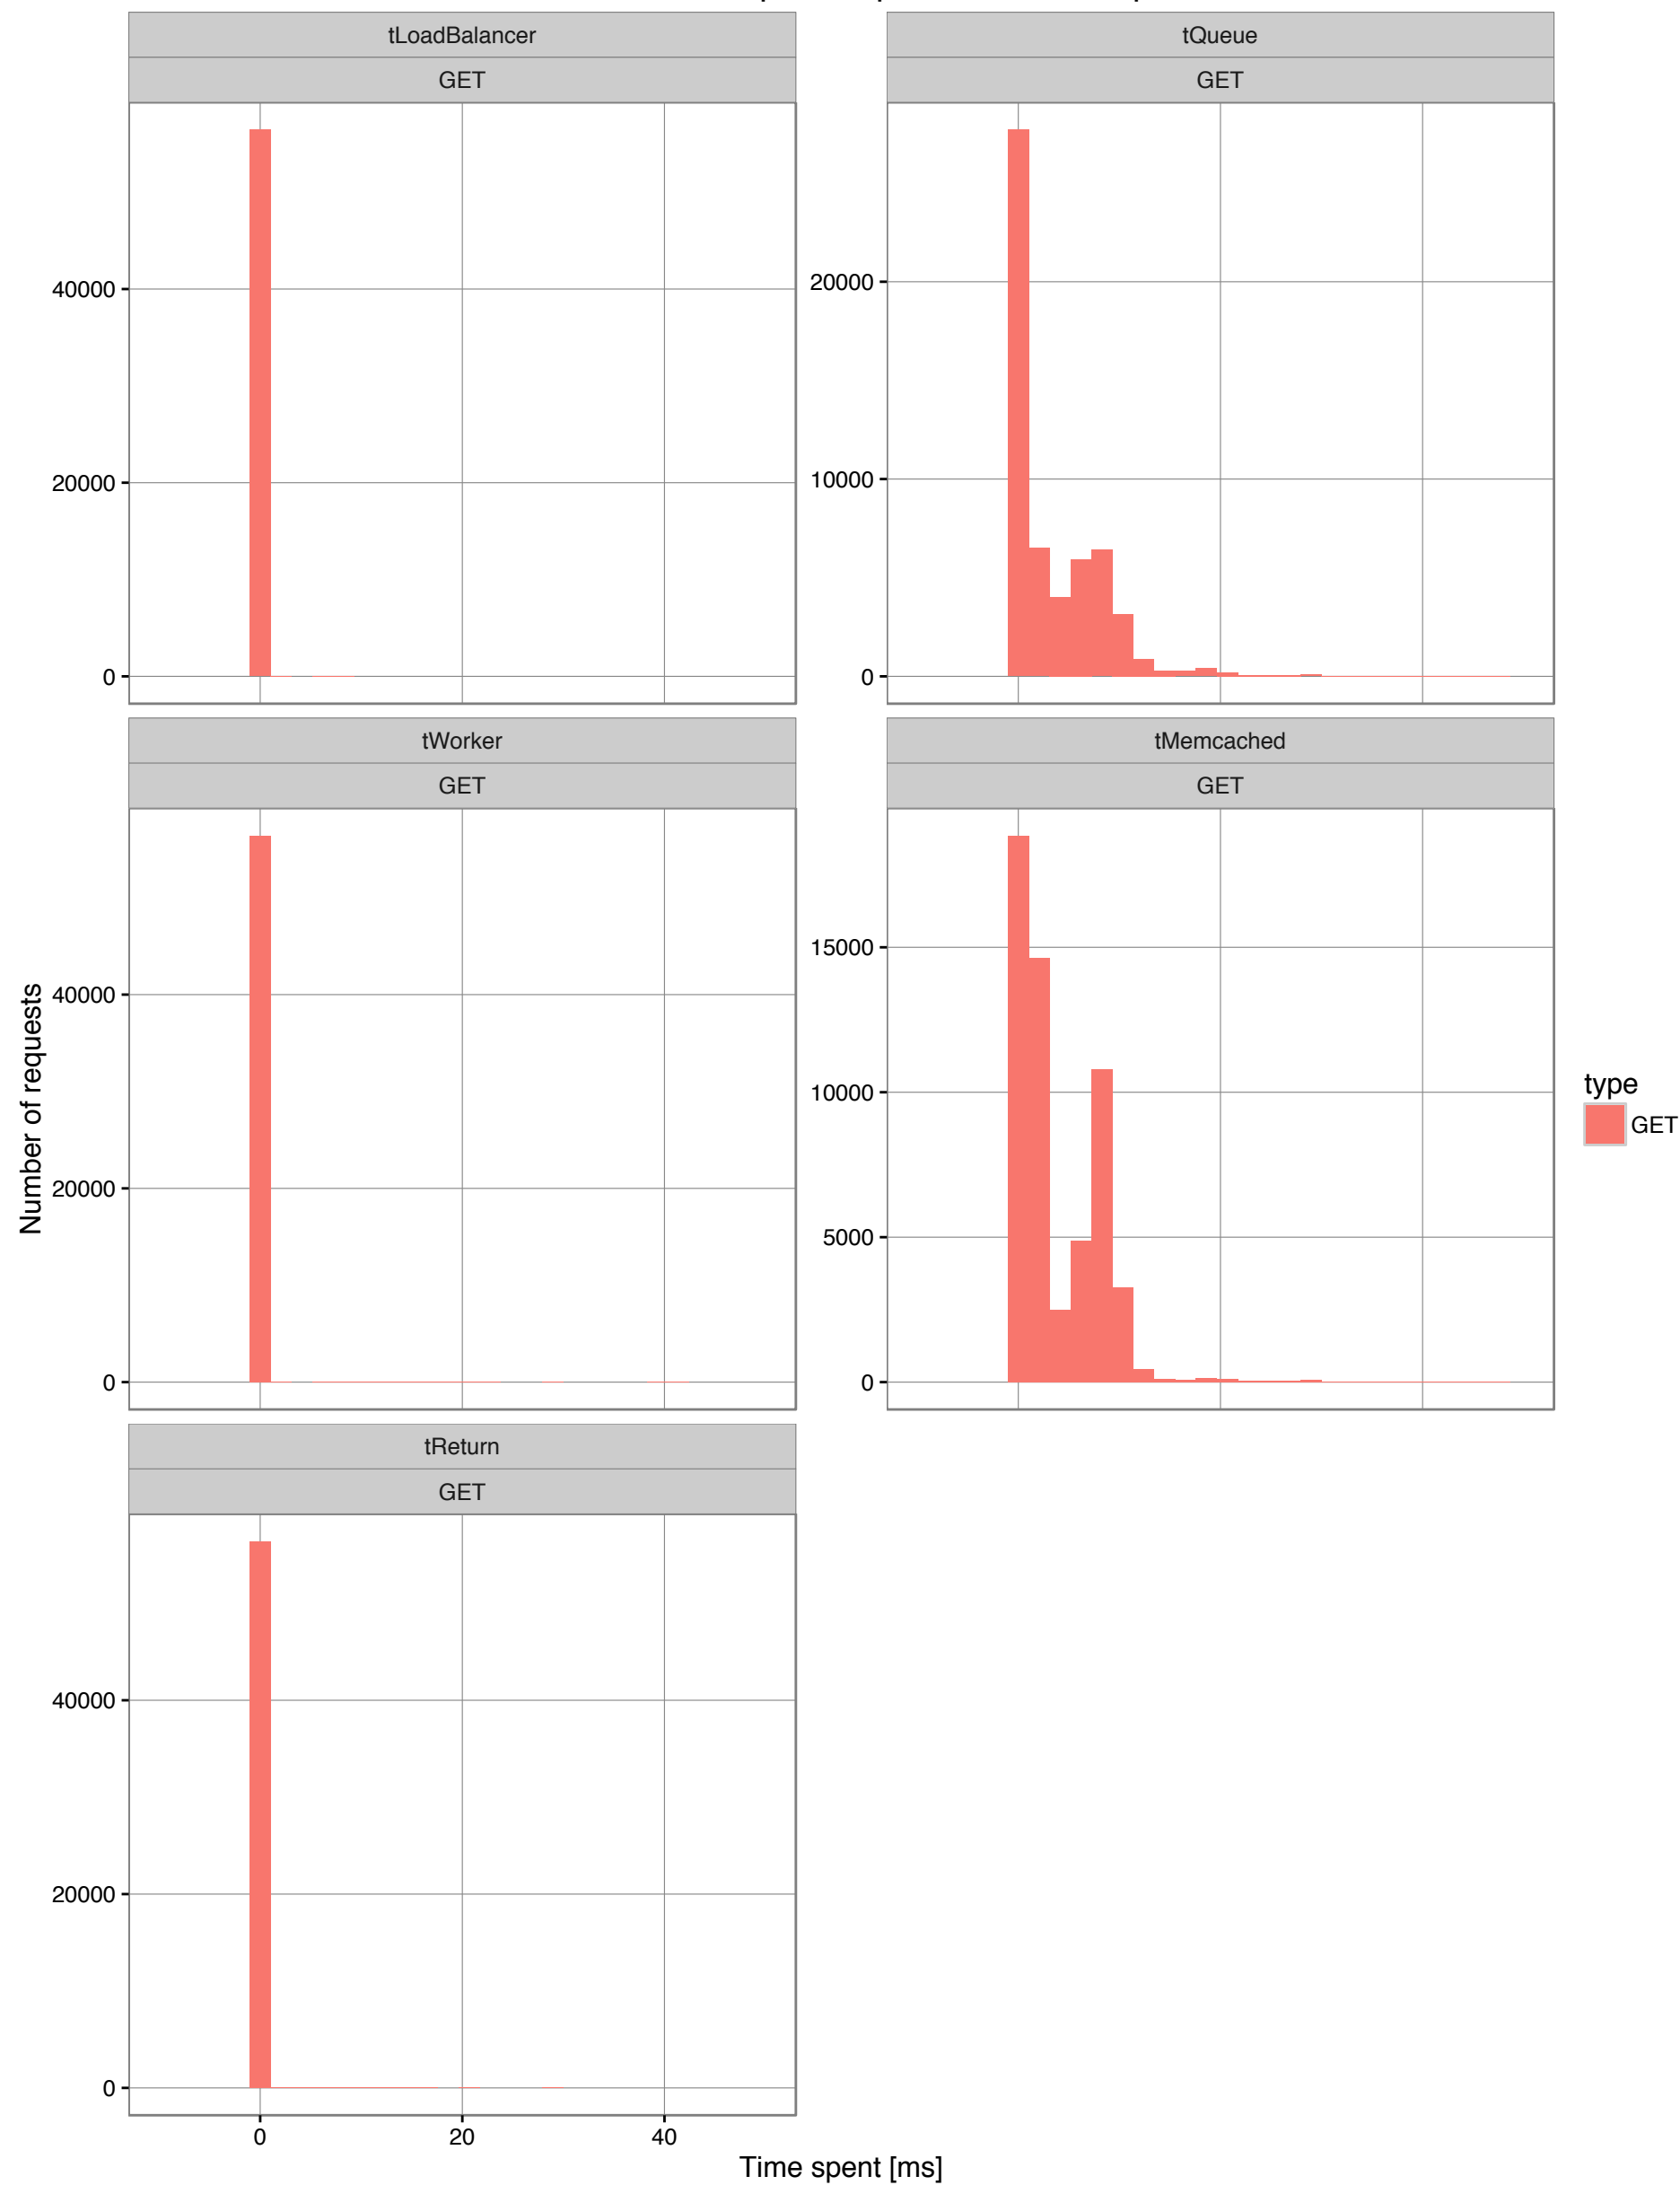 tLoadBalancer
GET
40000
20000
0
tQueue
GET
20000
10000
0
tWorker
GET
40000
20000
0
tMemcached
GET
15000
10000
5000
0
tReturn
GET
40000
20000
0
0 20 40
Time spent [ms]
Number of requests
type
GET